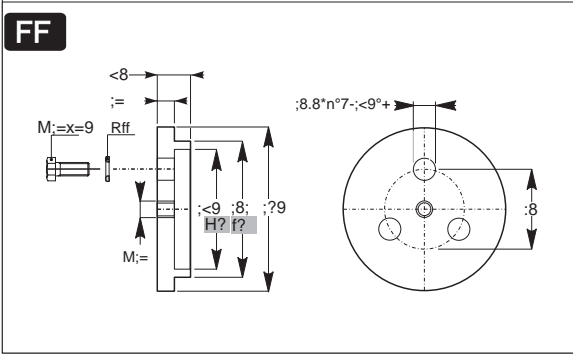 FF
<8
;=
;8.8*n°7-;<9°+
M;=x=9 Rff
;<9 ;8; ;?9
H? f?
:8
M;=